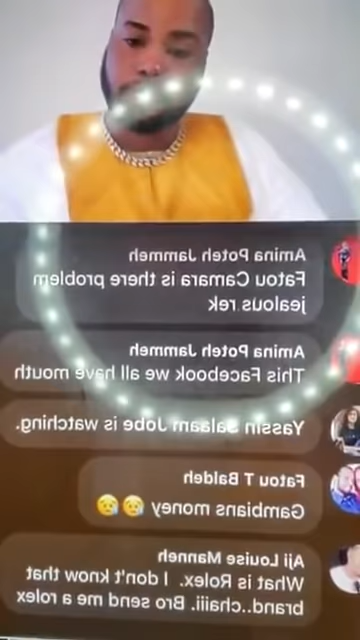 Amina Poteh Jammeh
Fatou Camara is there problem
jealous rek
Amina Poteh Jammeh
This Facebook we all have mouth
Yassin Salaam Jobe is watching.
Fatou T Baldeh
Gambians money 😢😢
Aji Louise Manneh
What is Rolex. I don't know that
brand..chaiii. Bro send me a rolex